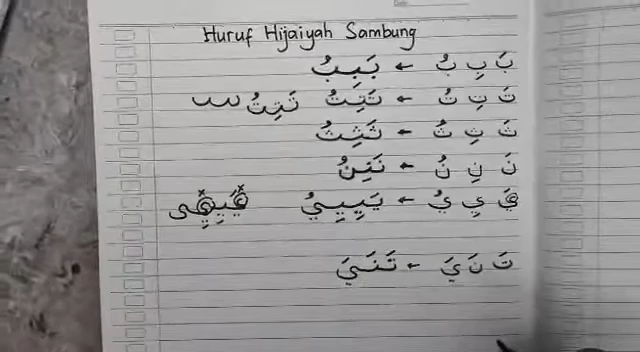 Huruf Hijaiyah Sambung
بَ بِ بُ ← بَبِبُ
تَ تِ تُ ← تَتِتُ تَتِتُ
ثَ ثِ ثُ ← ثَثِثُ
نَ نِ نُ ← نَنِنُ
يَ يِ يُ ← يَيِيُ
تَ نَ يَ ← تَنَيَ